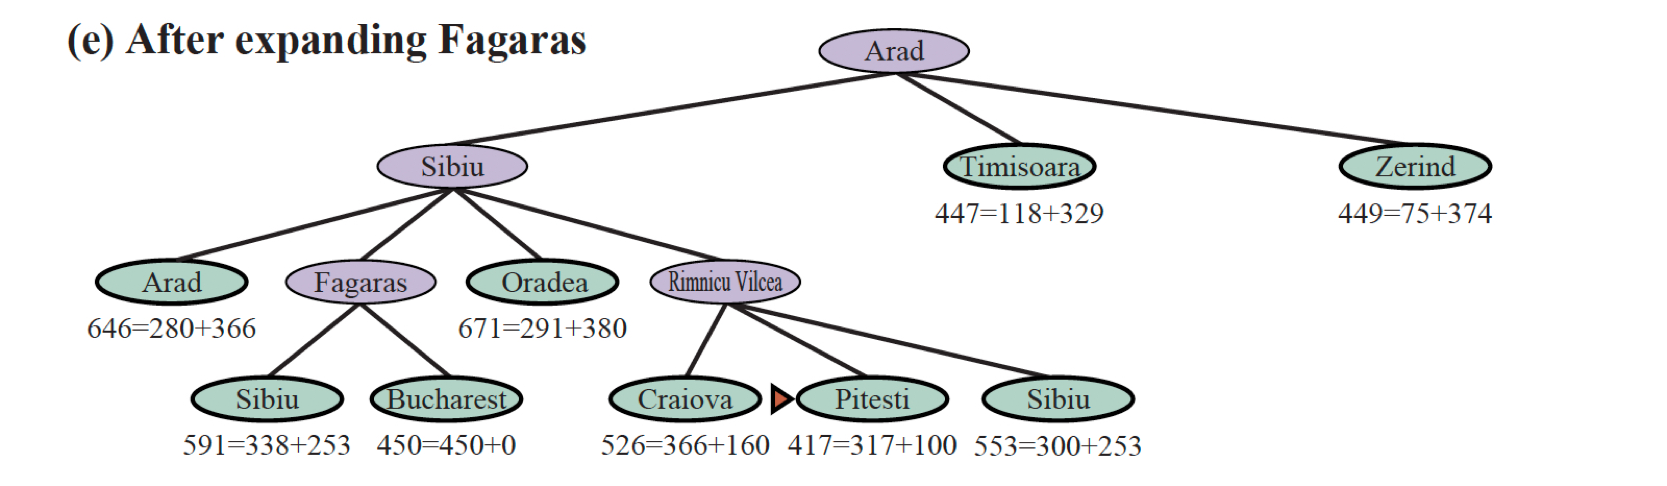 (e) After expanding Fagaras
Arad
Sibiu
Timisoara
Zerind
447=118+329
449=75+374
Arad
Fagaras
Oradea
Rimnicu Vilcea
646=280+366
671=291+380
Sibiu
Bucharest
Craiova
Pitesti
Sibiu
591=338+253
450=450+0
526=366+160
417=317+100
553=300+253